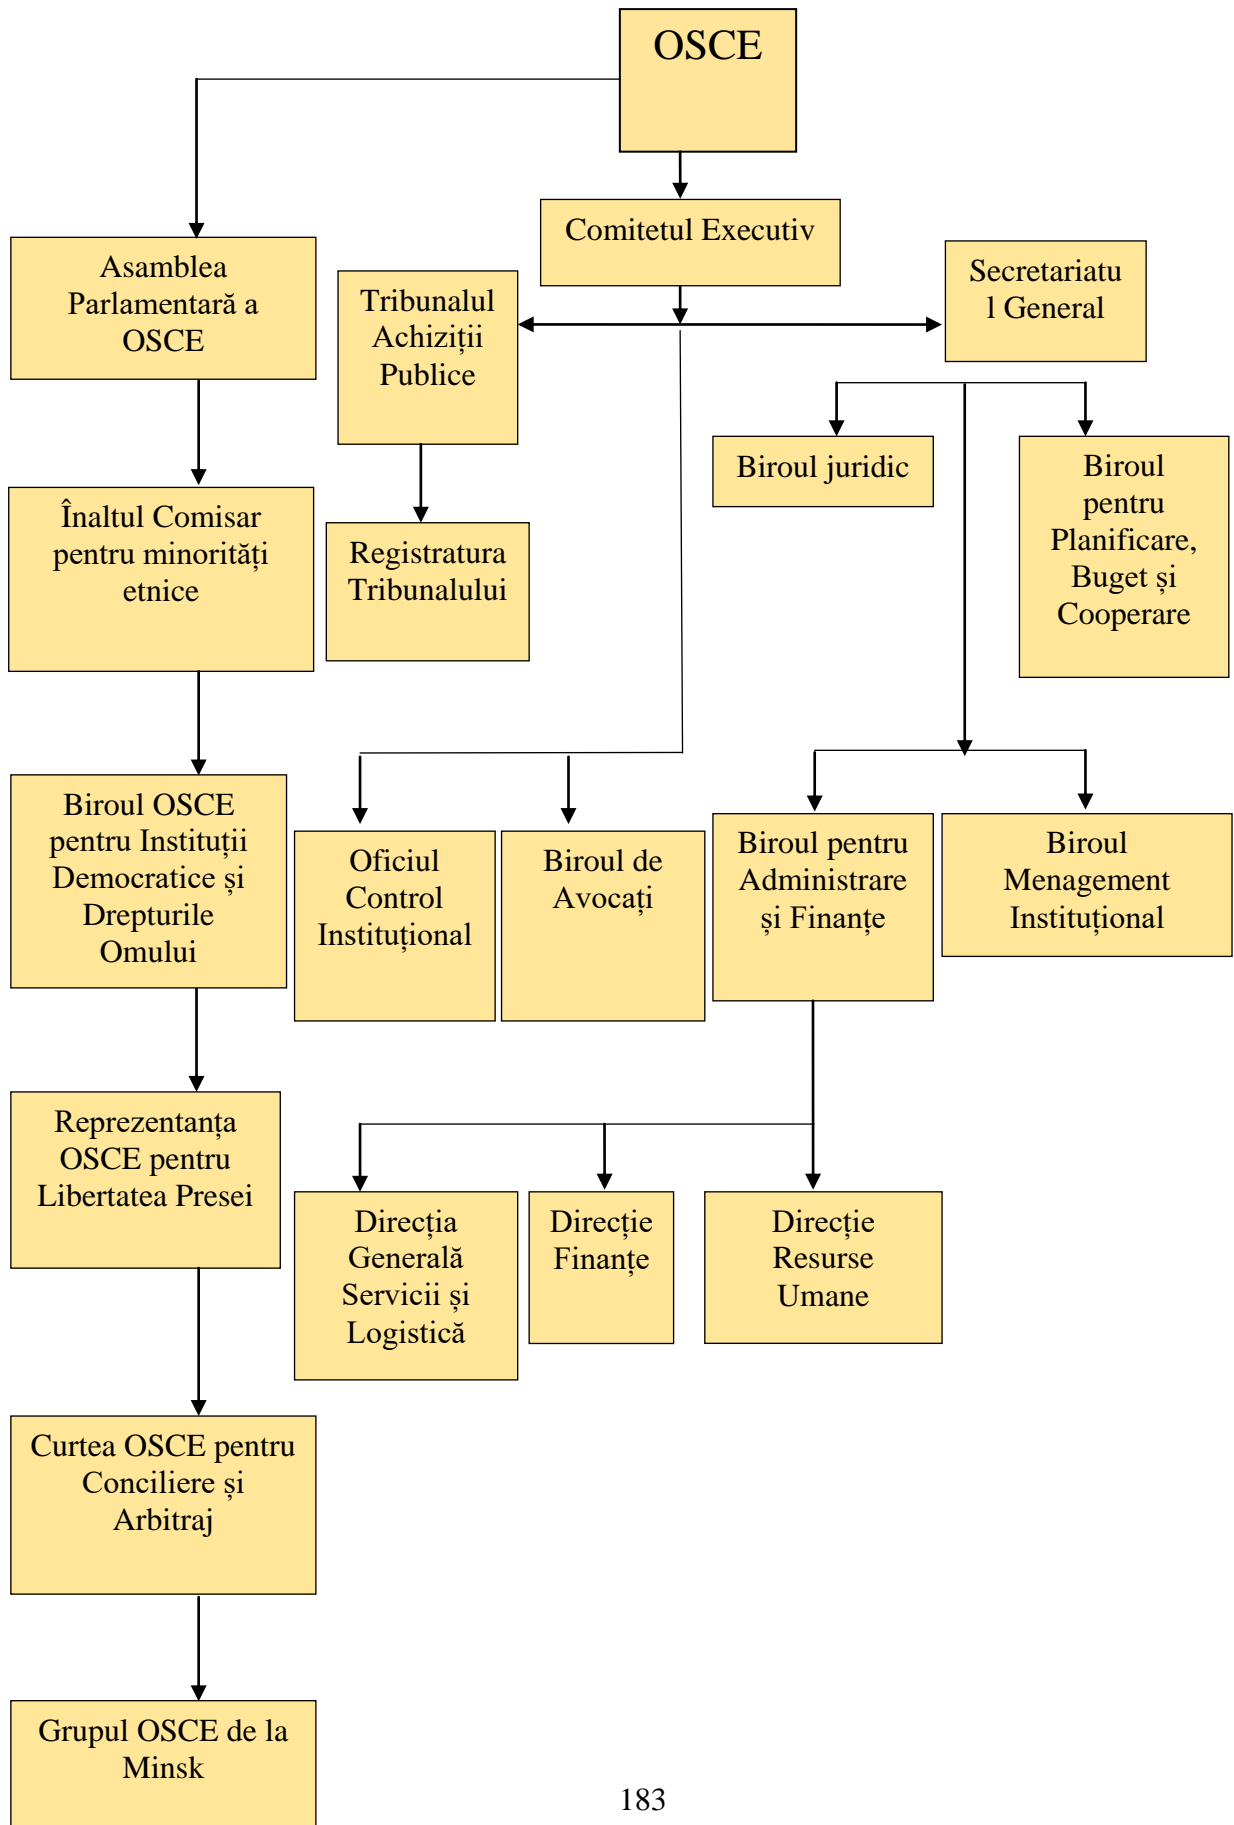 OSCE
Comitetul Executiv
Asamblea
Parlamentară a
OSCE
Tribunalul
Achiziții
Publice
Secretariatu
l General
Biroul juridic
Biroul
pentru
Planificare,
Buget și
Cooperare
Înaltul Comisar
pentru minorități
etnice
Registratura
Tribunalului
Biroul OSCE
pentru Instituții
Democratice și
Drepturile
Omului
Oficiul
Control
Instituțional
Biroul de
Avocați
Biroul pentru
Administrare
și Finanțe
Biroul
Menagement
Instituțional
Reprezentanța
OSCE pentru
Libertatea Presei
Direcția
Generală
Servicii și
Logistică
Direcție
Finanțe
Direcție
Resurse
Umane
Curtea OSCE pentru
Conciliere și
Arbitraj
Grupul OSCE de la
Minsk
183